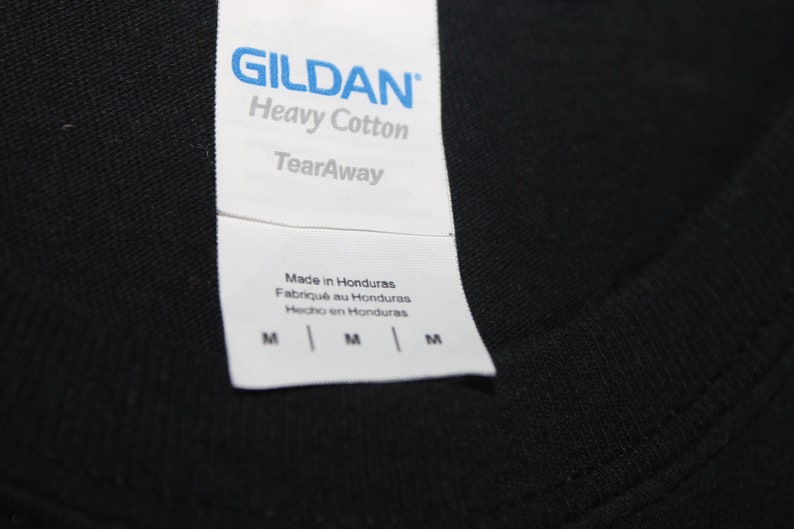 GILDAN®
Heavy Cotton
TearAway
Made in Honduras
Fabriqué au Honduras
Hecho en Honduras
M | M | M